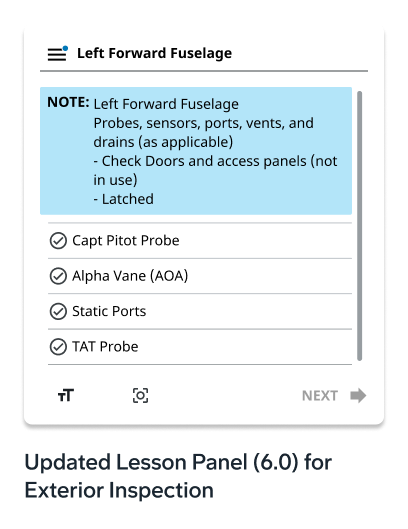 Left Forward Fuselage
NOTE: Left Forward Fuselage
Probes, sensors, ports, vents, and
drains (as applicable)
- Check Doors and access panels (not
in use)
- Latched
Capt Pitot Probe
Alpha Vane (AOA)
Static Ports
TAT Probe
TT
NEXT
Updated Lesson Panel (6.0) for
Exterior Inspection